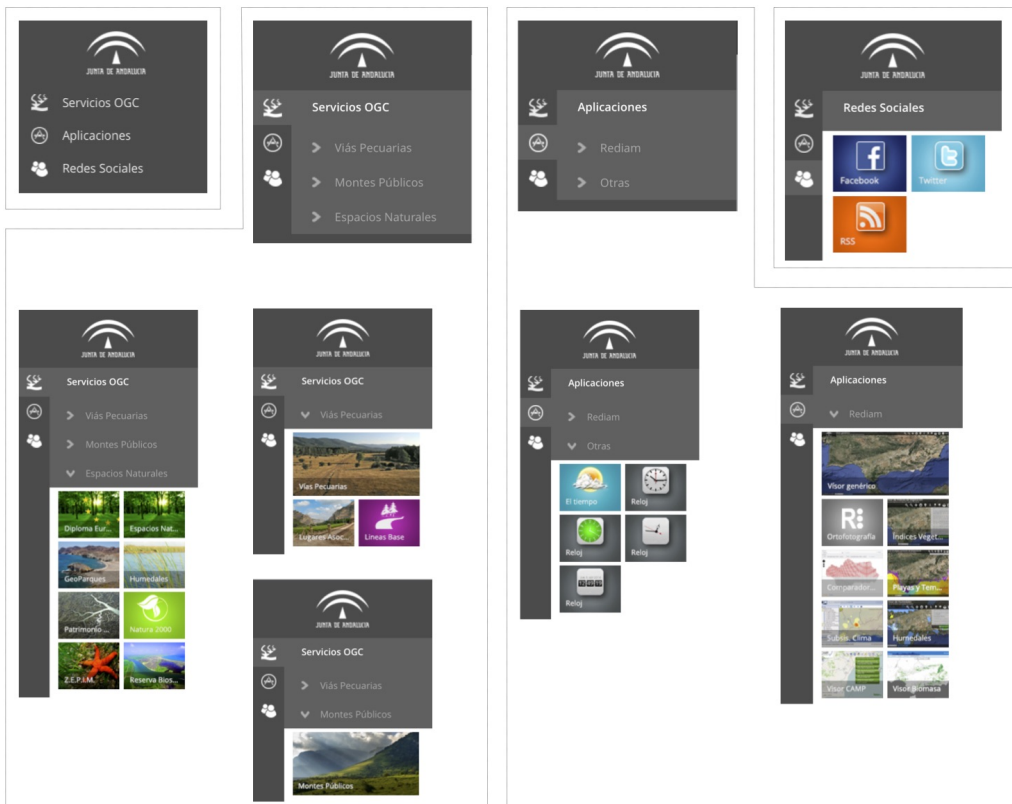 JUNTA DE ANDALUCIA
Servicios OGC
Aplicaciones
Redes Sociales
JUNTA DE ANDALUCIA
Servicios OGC
Viás Pecuarias
Montes Públicos
Espacios Naturales
JUNTA DE ANDALUCIA
Aplicaciones
Rediam
Otras
JUNTA DE ANDALUCIA
Redes Sociales
Facebook
Twitter
RSS
JUNTA DE ANDALUCIA
Servicios OGC
Viás Pecuarias
Montes Públicos
Espacios Naturales
Diploma Eur...
Espacios Nat...
GeoParques
Humedales
Patrimonio ...
Natura 2000
Z.E.P.I.M.
Reserva Bios...
JUNTA DE ANDALUCIA
Servicios OGC
Viás Pecuarias
Vías Pecuarias
Lugares Asoc...
Líneas Base
JUNTA DE ANDALUCIA
Servicios OGC
Viás Pecuarias
Montes Públicos
Montes Públicos
JUNTA DE ANDALUCIA
Aplicaciones
Rediam
Otras
El tiempo
Reloj
Reloj
Reloj
Reloj
JUNTA DE ANDALUCIA
Aplicaciones
Rediam
Visor genérico
Ortofotografía
Índices Veget...
Comparador...
Playas y Tem...
Subsis. Clima
Humedales
Visor CAMP
Visor Biomasa